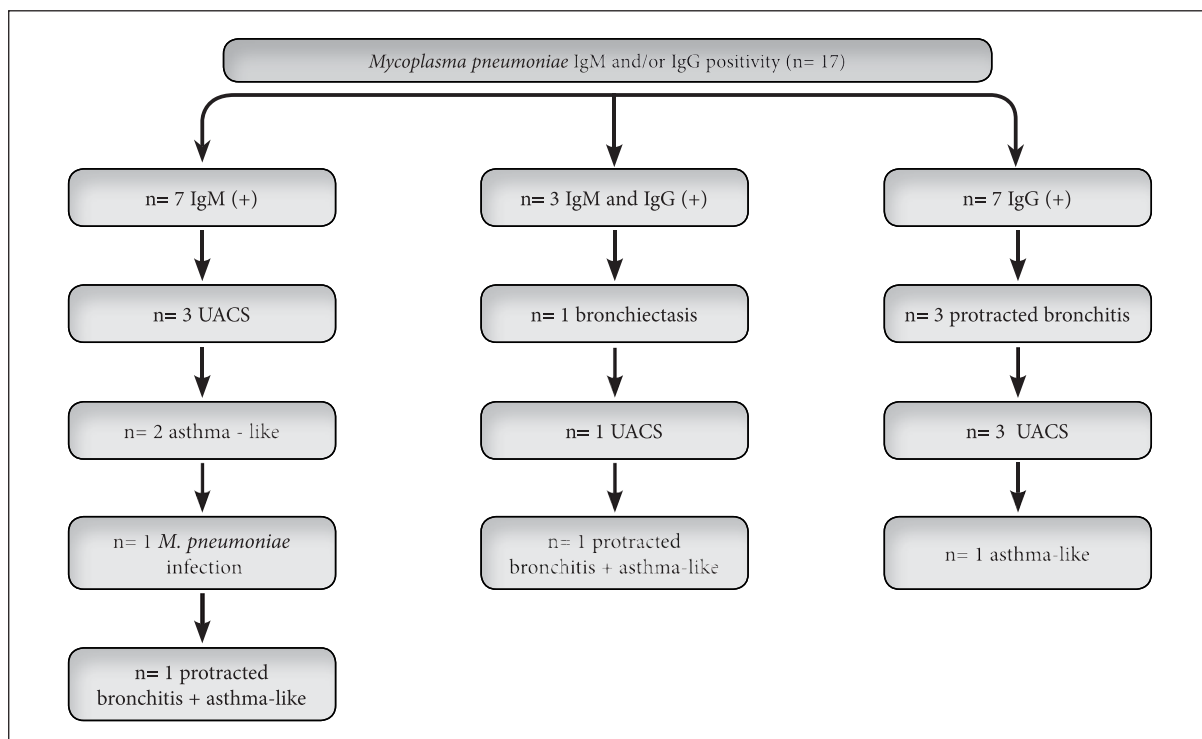 Mycoplasma pneumoniae IgM and/or IgG positivity (n= 17)
n= 7 IgM (+)
n= 3 UACS
n= 2 asthma - like
n= 1 M. pneumoniae
infection
n= 1 protracted
bronchitis + asthma-like
n= 3 IgM and IgG (+)
n= 1 bronchiectasis
n= 1 UACS
n= 1 protracted
bronchitis + asthma-like
n= 7 IgG (+)
n= 3 protracted bronchitis
n= 3 UACS
n= 1 asthma-like